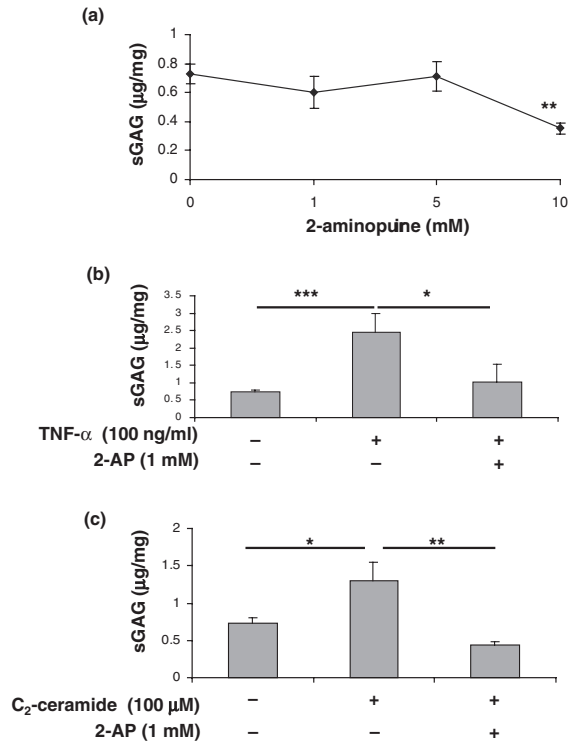 (a)
1
0.8
0.6
0.4
0.2
0
sGAG (µg/mg)
**
0 1 5 10
2-aminopuine (mM)
(b)
3.5
3
2.5
2
1.5
1
0.5
0
sGAG (µg/mg)
*** *
TNF-α (100 ng/ml) – + +
2-AP (1 mM) – – +
(c)
2
1.5
1
0.5
0
sGAG (µg/mg)
* **
C₂-ceramide (100 µM) – + +
2-AP (1 mM) – – +